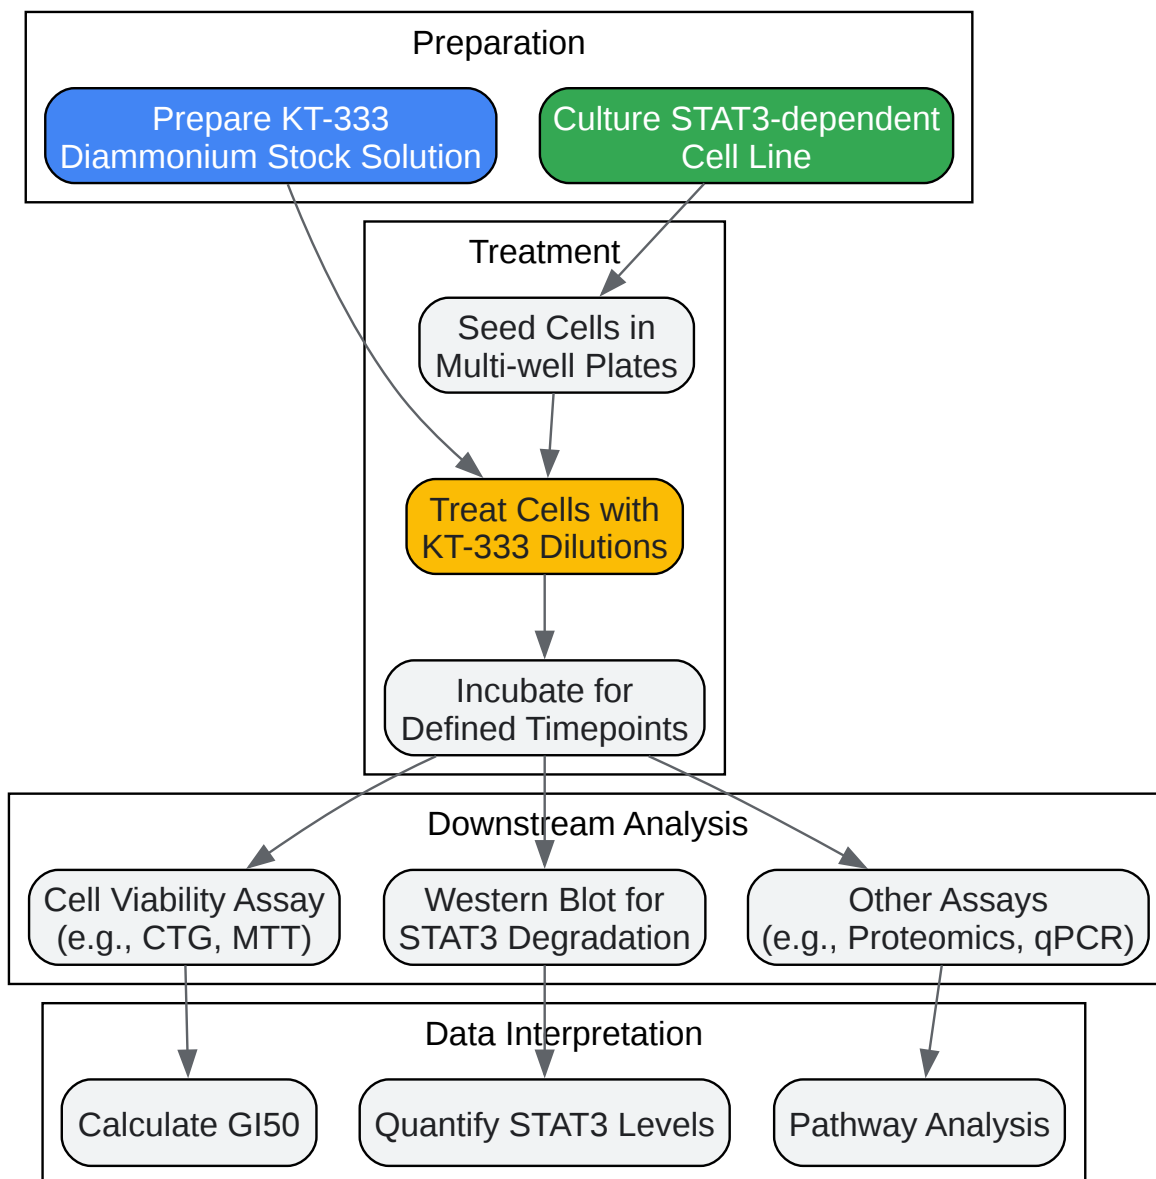 Preparation
Prepare KT-333
Diammonium Stock Solution
Culture STAT3-dependent
Cell Line
Treatment
Seed Cells in
Multi-well Plates
Treat Cells with
KT-333 Dilutions
Incubate for
Defined Timepoints
Downstream Analysis
Cell Viability Assay
(e.g., CTG, MTT)
Western Blot for
STAT3 Degradation
Other Assays
(e.g., Proteomics, qPCR)
Data Interpretation
Calculate GI50
Quantify STAT3 Levels
Pathway Analysis